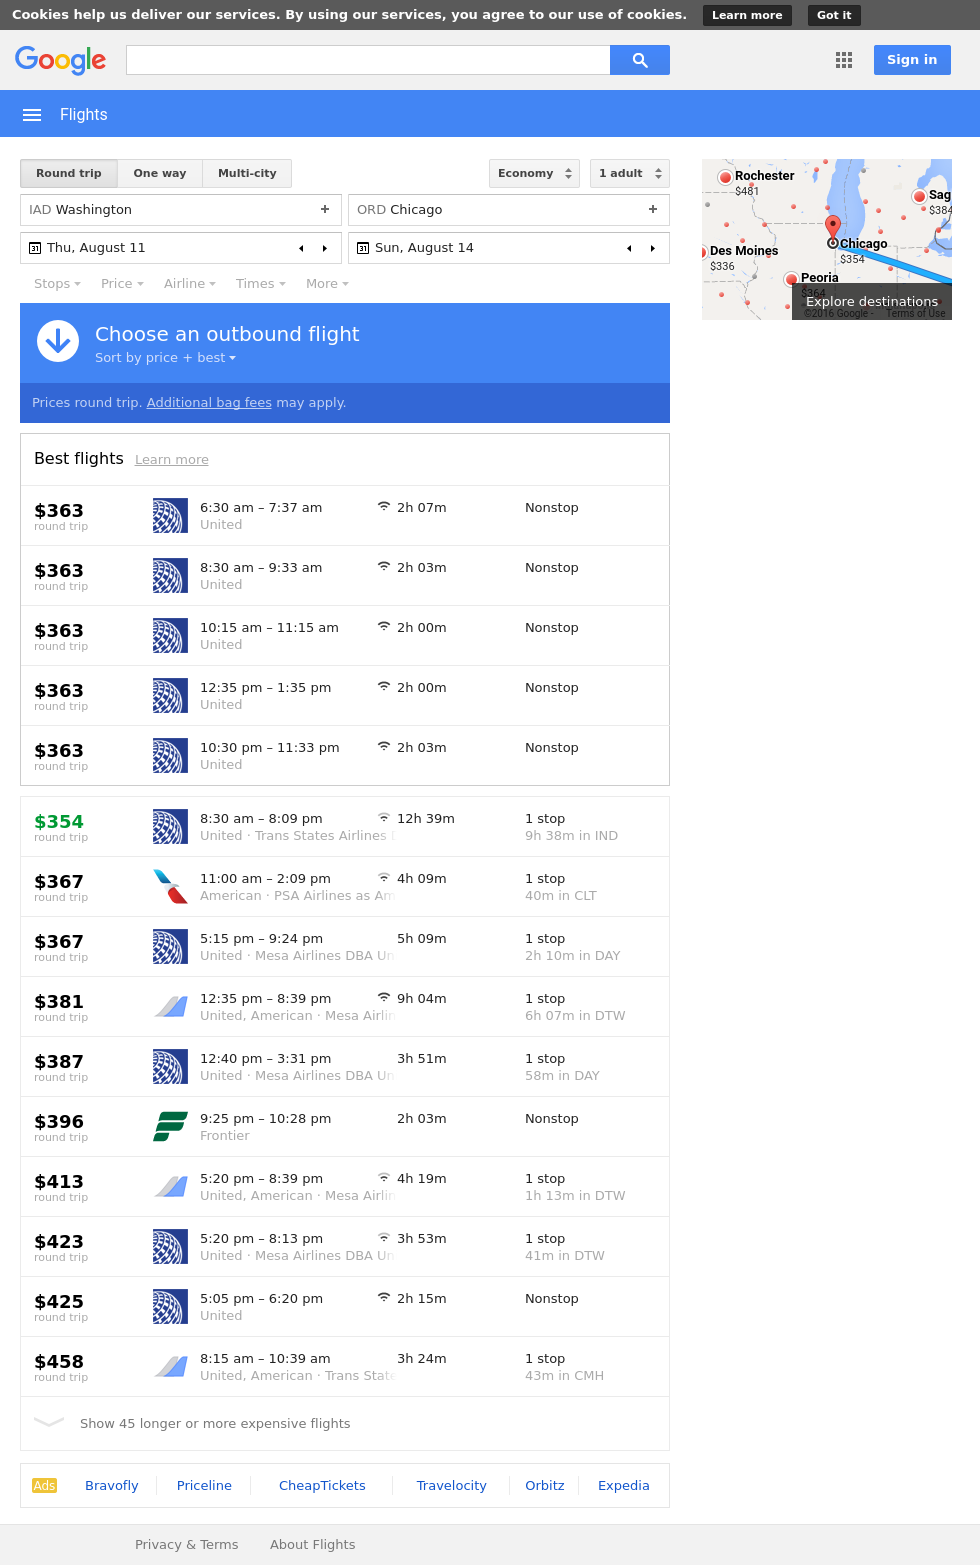 Cookies help us deliver our services. By using our services, you agree to our use of cookies. Learn more Got it
Google Sign in
Flights
Round trip One way Multi-city Economy 1 adult
IAD Washington + ORD Chicago +
31 Thu, August 11 31 Sun, August 14
Stops Price Airline Times More
Choose an outbound flight
Sort by price + best
Prices round trip. Additional bag fees may apply.
Rochester
$481
Sag
$384
Des Moines
$336
Chicago
$354
Peoria
$364
Explore destinations
©2016 Google - Terms of Use
Best flights Learn more
$363 6:30 am – 7:37 am 2h 07m Nonstop
round trip United
$363 8:30 am – 9:33 am 2h 03m Nonstop
round trip United
$363 10:15 am – 11:15 am 2h 00m Nonstop
round trip United
$363 12:35 pm – 1:35 pm 2h 00m Nonstop
round trip United
$363 10:30 pm – 11:33 pm 2h 03m Nonstop
round trip United
$354 8:30 am – 8:09 pm 12h 39m 1 stop
round trip United · Trans States Airlines 9h 38m in IND
$367 11:00 am – 2:09 pm 4h 09m 1 stop
round trip American · PSA Airlines as Am 40m in CLT
$367 5:15 pm – 9:24 pm 5h 09m 1 stop
round trip United · Mesa Airlines DBA Un 2h 10m in DAY
$381 12:35 pm – 8:39 pm 9h 04m 1 stop
round trip United, American · Mesa Airlin 6h 07m in DTW
$387 12:40 pm – 3:31 pm 3h 51m 1 stop
round trip United · Mesa Airlines DBA Un 58m in DAY
$396 9:25 pm – 10:28 pm 2h 03m Nonstop
round trip Frontier
$413 5:20 pm – 8:39 pm 4h 19m 1 stop
round trip United, American · Mesa Airlin 1h 13m in DTW
$423 5:20 pm – 8:13 pm 3h 53m 1 stop
round trip United · Mesa Airlines DBA Un 41m in DTW
$425 5:05 pm – 6:20 pm 2h 15m Nonstop
round trip United
$458 8:15 am – 10:39 am 3h 24m 1 stop
round trip United, American · Trans State 43m in CMH
Show 45 longer or more expensive flights
Ads Bravofly Priceline CheapTickets Travelocity Orbitz Expedia
Privacy & Terms About Flights